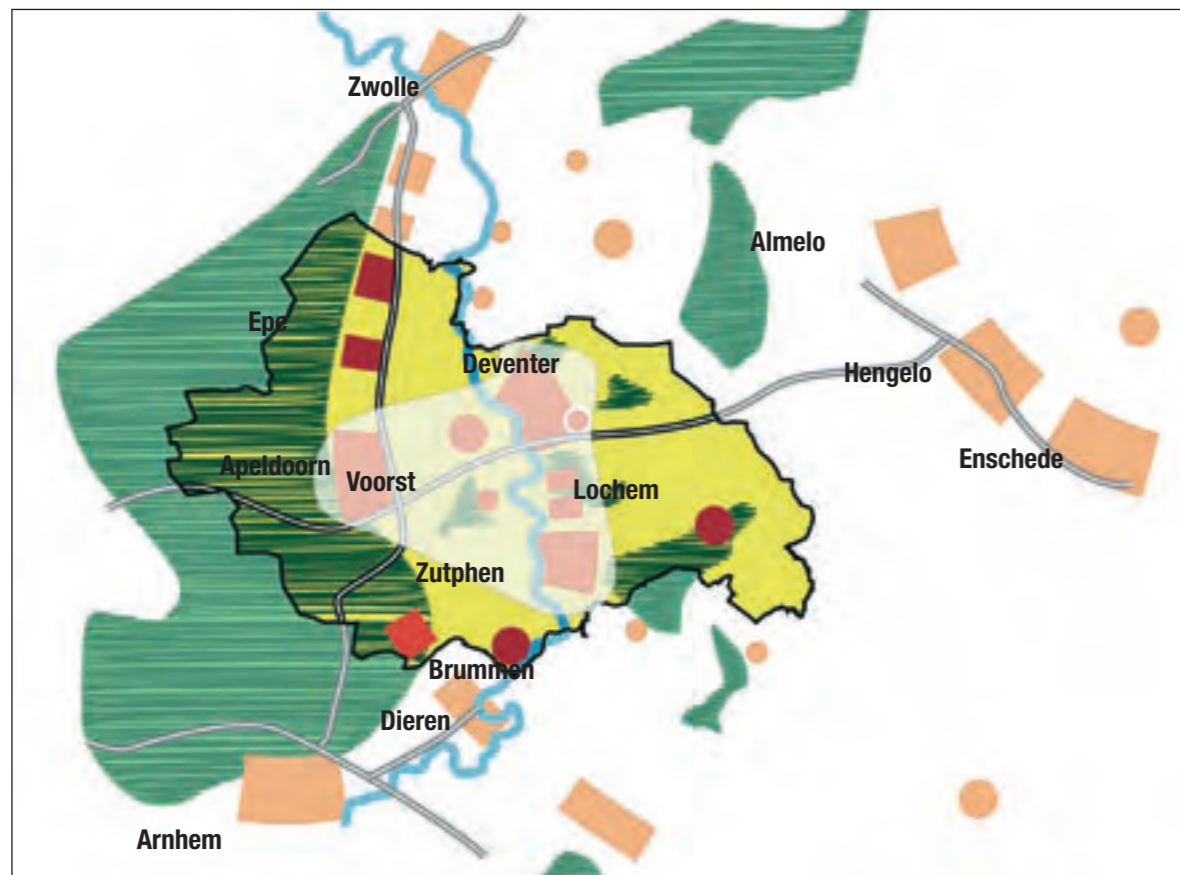 Zwolle
Almelo
Epe
Deventer
Hengelo
Apeldoorn
Voorst
Lochem
Enschede
Zutphen
Brummen
Dieren
Arnhem